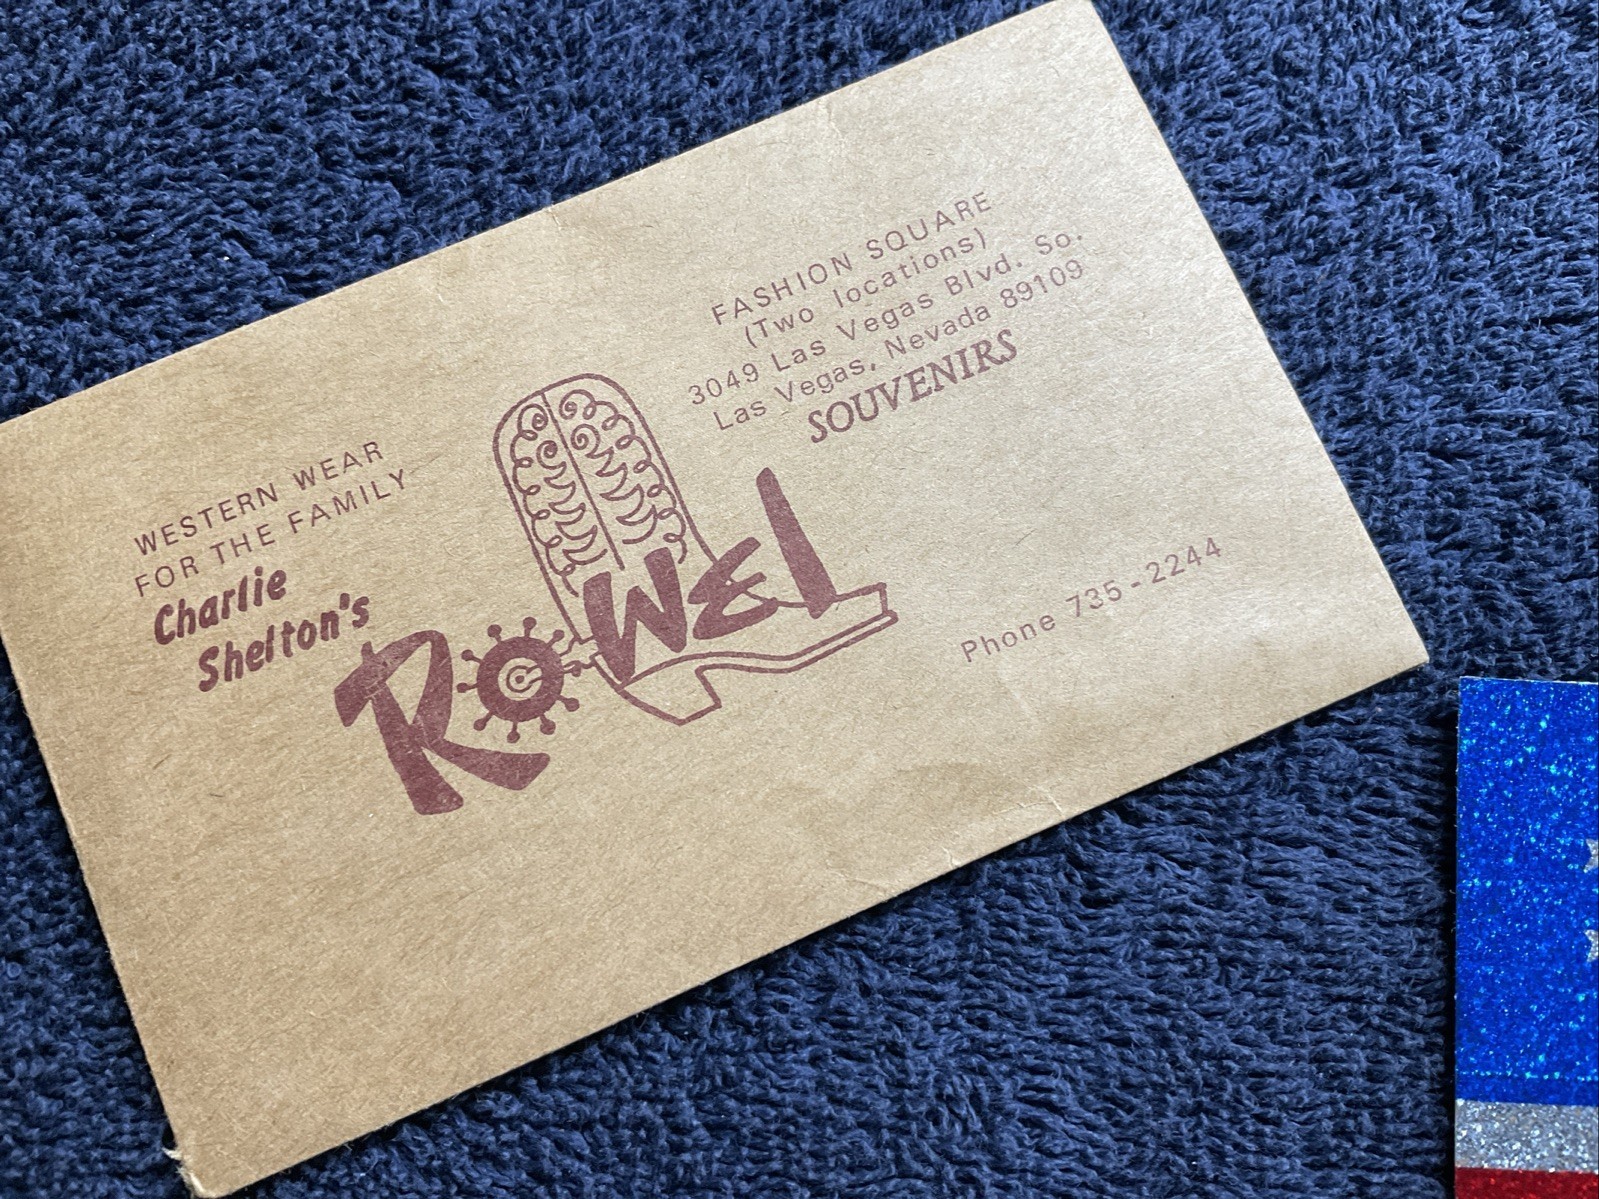 WESTERN WEAR
FOR THE FAMILY
Charlie
Shelton's
RoWEl
FASHION SQUARE
(Two locations)
3049 Las Vegas Blvd. So.
Las Vegas, Nevada 89109
SOUVENIRS
Phone 735-2244